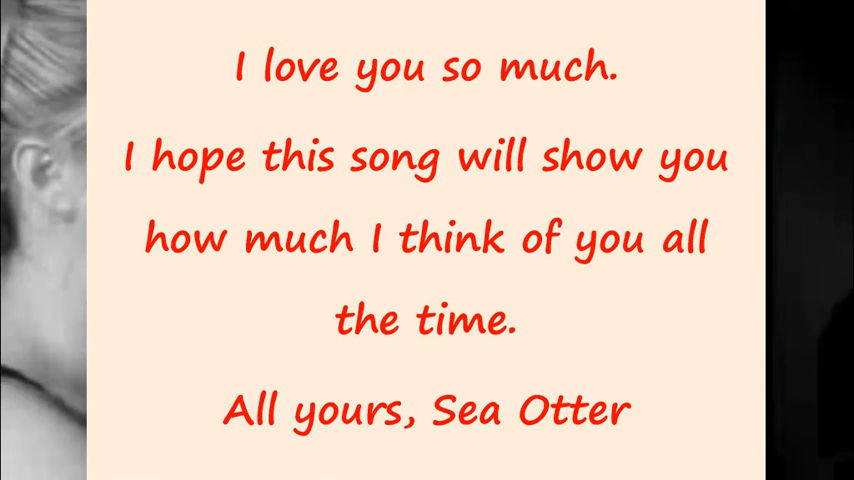 I love you so much.
I hope this song will show you
how much I think of you all
the time.
All yours, Sea Otter